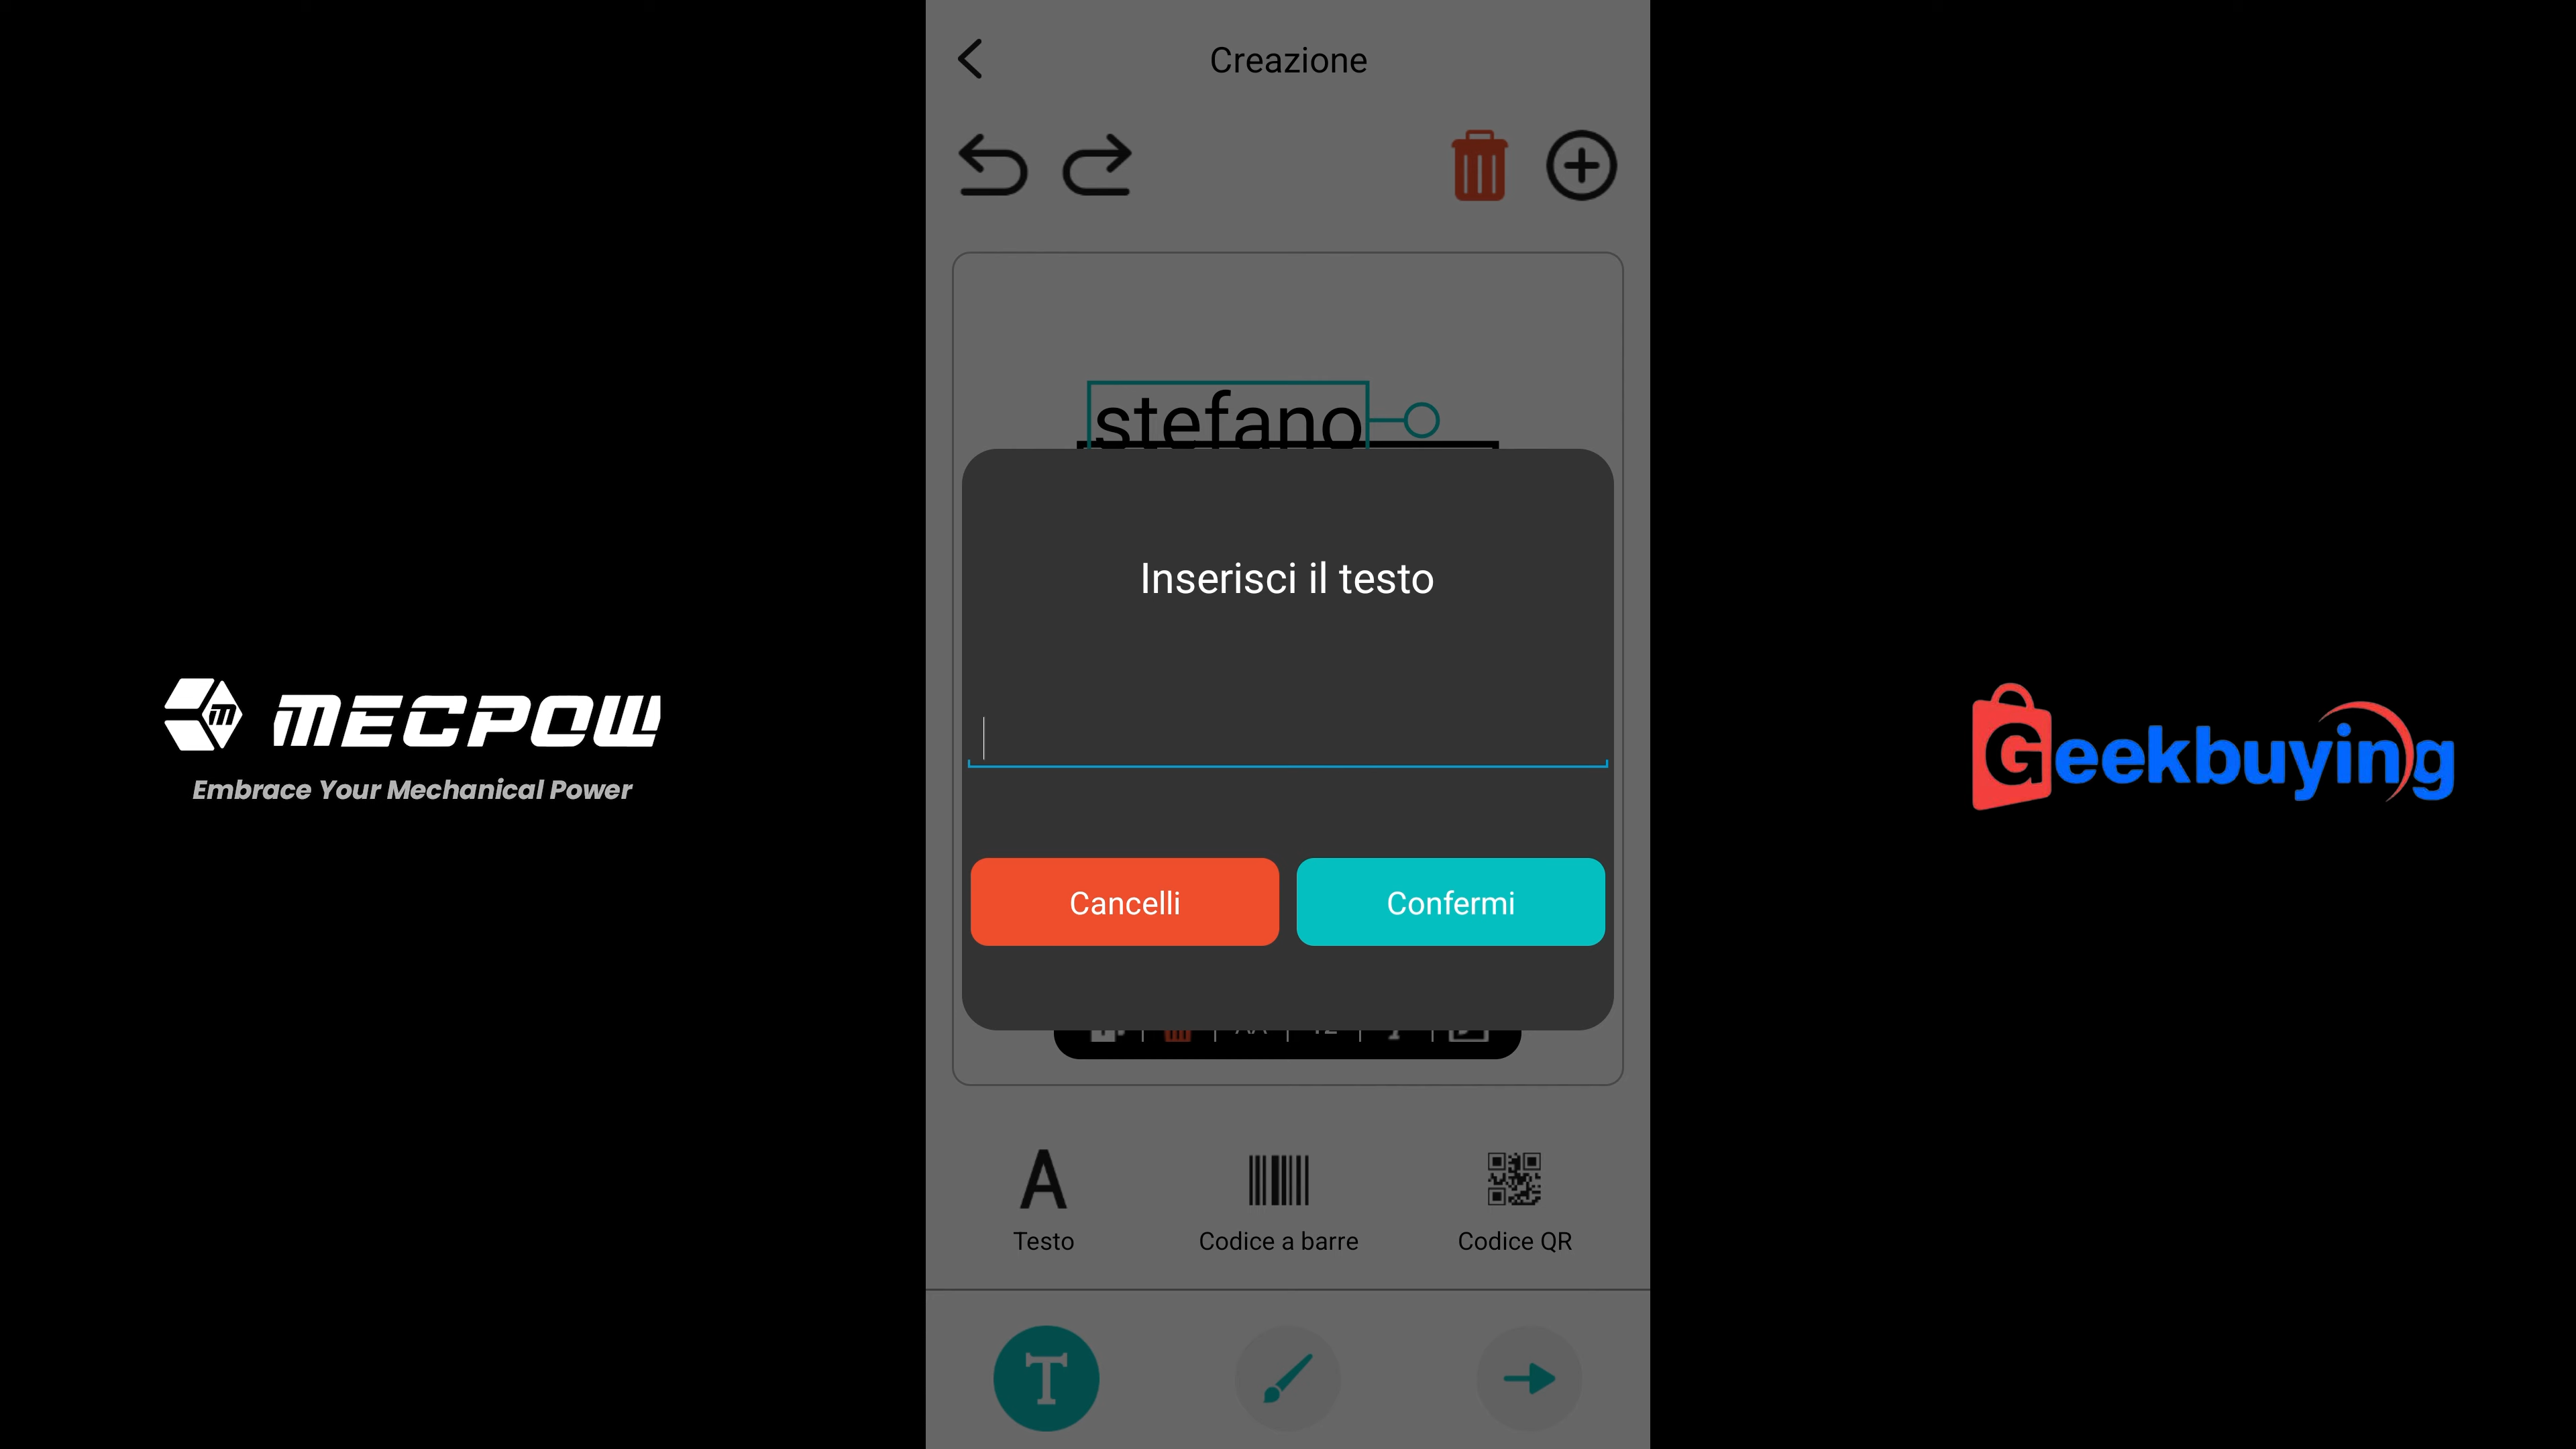 Creazione
stefano
Inserisci il testo
MECPOW
Embrace Your Mechanical Power
Geekbuying
Cancelli
Confermi
Testo
Codice a barre
Codice QR